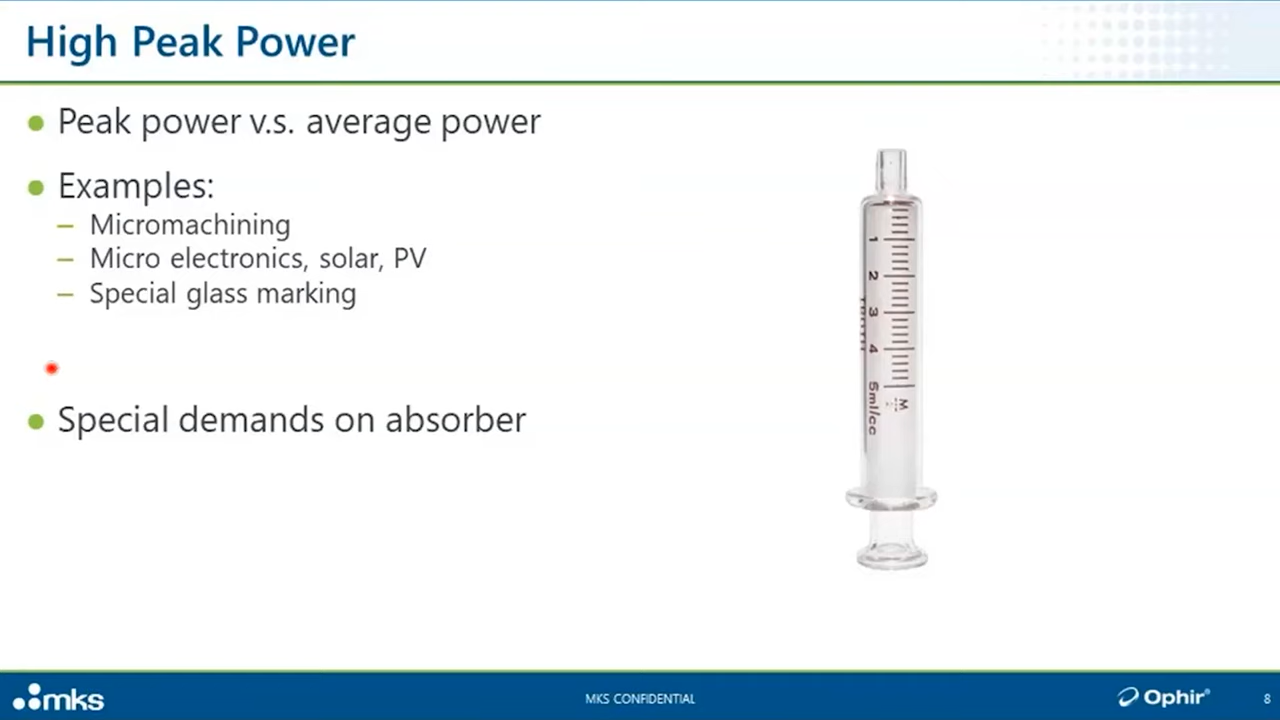 High Peak Power
Peak power v.s. average power
Examples:
– Micromachining
– Micro electronics, solar, PV
– Special glass marking
Special demands on absorber
1
2
3
4
5ml/cc
mks
MKS CONFIDENTIAL
Ophir®
8